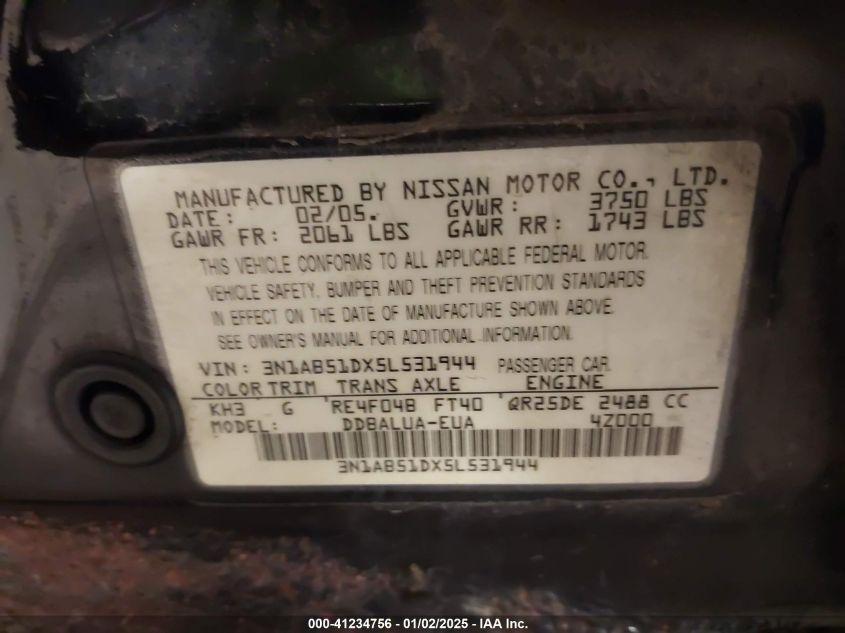 MANUFACTURED BY NISSAN MOTOR CO., LTD.
DATE: 02/05. GVWR: 3750 LBS
GAWR FR: 2061 LBS GAWR RR: 1743 LBS
THIS VEHICLE CONFORMS TO ALL APPLICABLE FEDERAL MOTOR
VEHICLE SAFETY, BUMPER AND THEFT PREVENTION STANDARDS
IN EFFECT ON THE DATE OF MANUFACTURE SHOWN ABOVE.
SEE OWNER'S MANUAL FOR ADDITIONAL INFORMATION.
VIN: 3N1AB51DX5L531944 PASSENGER CAR
COLOR TRIM TRANS AXLE ENGINE
KH3 G RE4F04B FT40 QR25DE 2488 CC
MODEL: DDBALUA-EUA 4Z000
3N1AB51DX5L531944
000-41234756 - 01/02/2025 - IAA Inc.